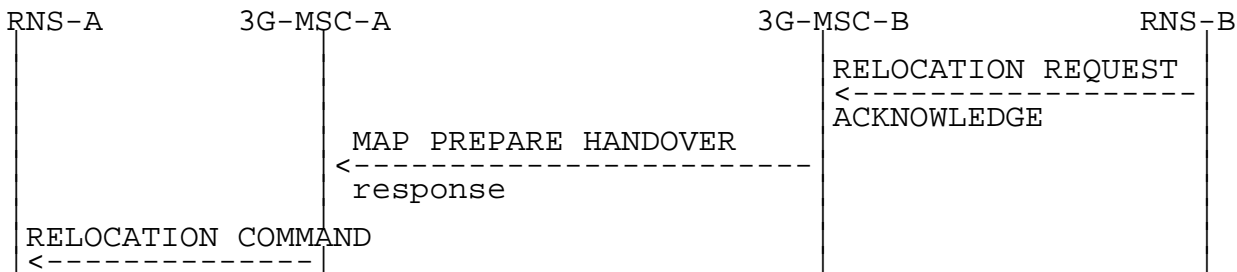 RNS-A 3G-MSC-A 3G-MSC-B RNS-B
RELOCATION REQUEST
ACKNOWLEDGE
MAP PREPARE HANDOVER
response
RELOCATION COMMAND